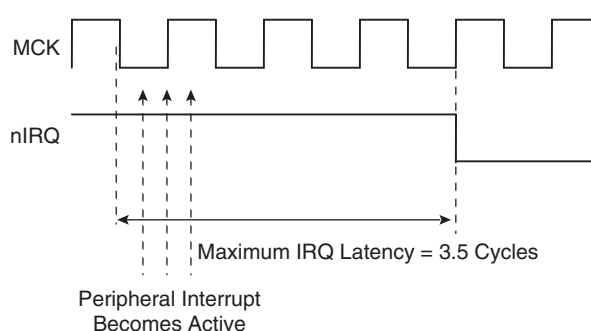 MCK
nIRQ
Maximum IRQ Latency = 3.5 Cycles
Peripheral Interrupt
Becomes Active